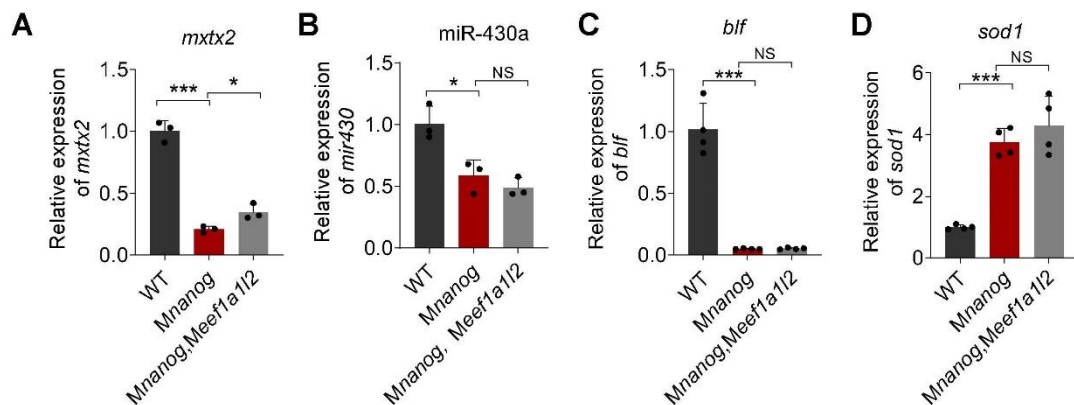 A
mxtx2
Relative expression
of mxtx2
1.5
1.0
0.5
0.0
***
*
WT
Mnanog
Mnanog,Meef1a1l2
B
miR-430a
Relative expression
of mir430
1.5
1.0
0.5
0.0
*
NS
WT
Mnanog
Mnanog, Meef1a1l2
C
blf
Relative expression
of blf
1.5
1.0
0.5
0.0
***
NS
WT
Mnanog
Mnanog,Meef1a1l2
D
sod1
Relative expression
of sod1
6
4
2
0
***
NS
WT
Mnanog
Mnanog,Meef1a1l2